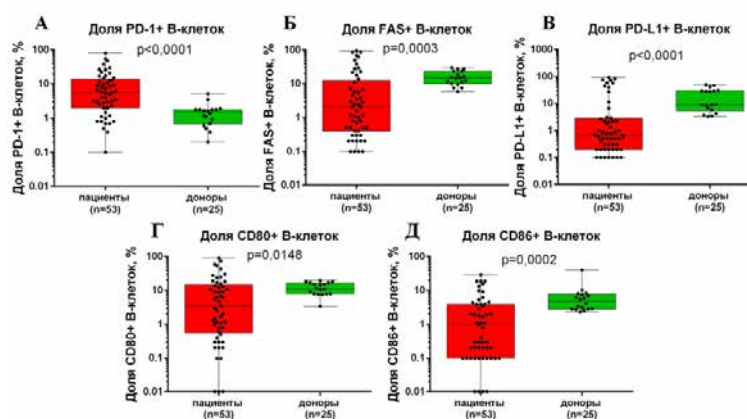 А
Доля PD-1+ В-клеток
p<0,0001
Доля PD-1+ В-клеток, %
100
10
1
0.1
0.01
пациенты
(n=53)
доноры
(n=25)
Б
Доля FAS+ В-клеток
p=0,0003
Доля FAS+ В-клеток, %
100
10
1
0.1
0.01
пациенты
(n=53)
доноры
(n=25)
В
Доля PD-L1+ В-клеток
p<0,0001
Доля PD-L1+ В-клеток, %
1000
100
10
1
0.1
0.01
пациенты
(n=53)
доноры
(n=25)
Г
Доля CD80+ В-клеток
p=0,0148
Доля CD80+ В-клеток, %
100
10
1
0.1
0.01
пациенты
(n=53)
доноры
(n=25)
Д
Доля CD86+ В-клеток
p=0,0002
Доля CD86+ В-клеток, %
100
10
1
0.1
0.01
пациенты
(n=53)
доноры
(n=25)